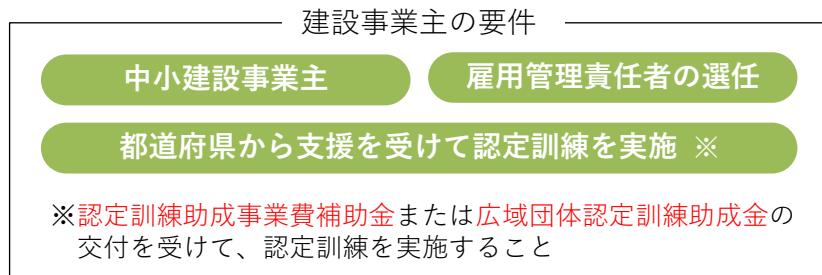 建設事業主の要件
中小建設事業主
雇用管理責任者の選任
都道府県から支援を受けて認定訓練を実施 ※
※認定訓練助成事業費補助金または広域団体認定訓練助成金の
交付を受けて、認定訓練を実施すること